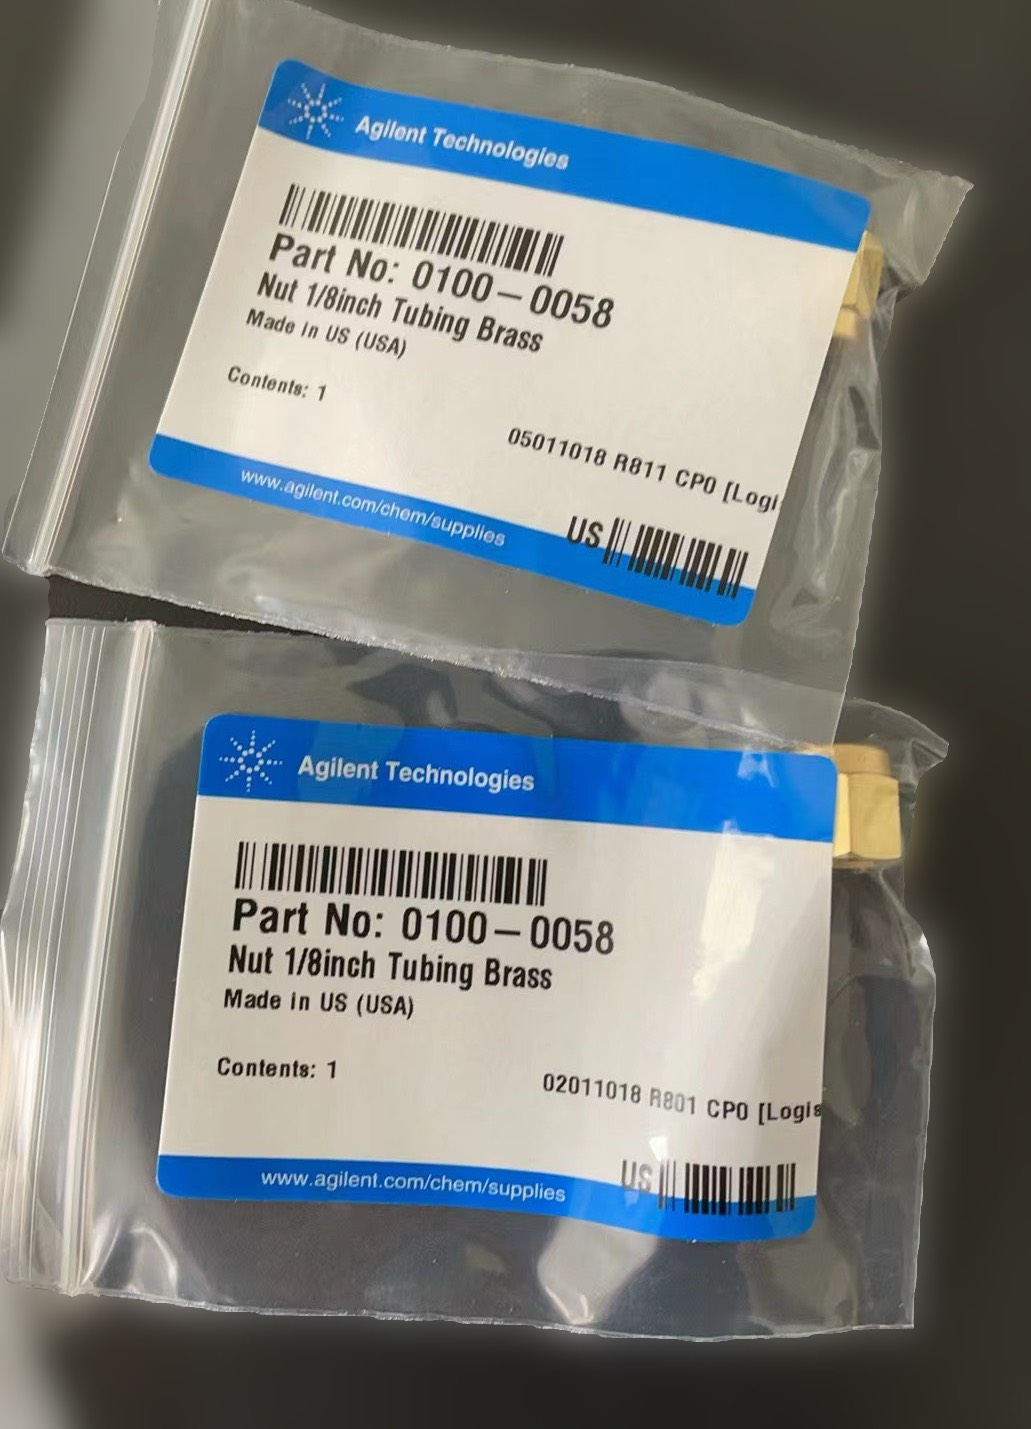 Agilent Technologies
Part No: 0100–0058
Nut 1/8inch Tubing Brass
Made in US (USA)
Contents: 1
05011018 R811 CP0 [Logi
US
www.agilent.com/chem/supplies
Agilent Technologies
Part No: 0100–0058
Nut 1/8inch Tubing Brass
Made in US (USA)
Contents: 1
02011018 R801 CP0 [Logis
US
www.agilent.com/chem/supplies